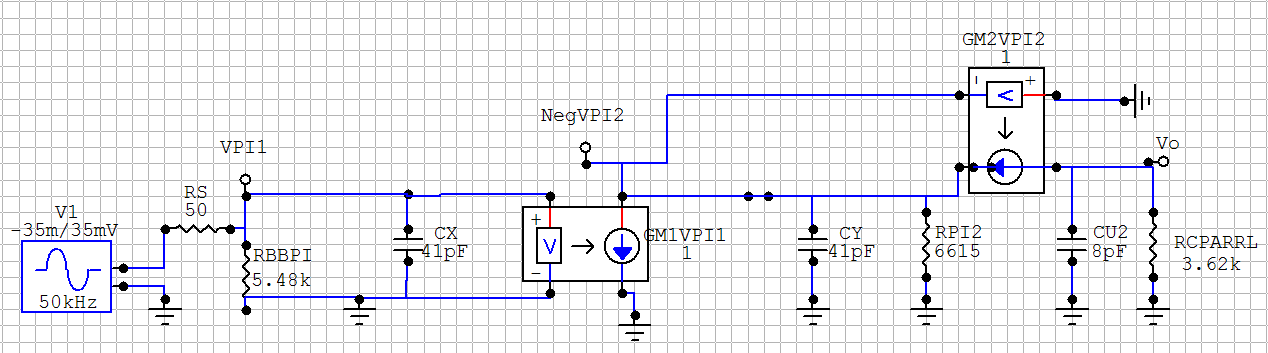 GM2VPI2
1
- +
NegVPI2
VPI1
Vo
RS
50
V1
-35m/35mV
50kHz
RBBPI
5.48k
CX
41pF
+
V
-
GM1VPI1
1
CY
41pF
RPI2
6615
CU2
8pF
RCPARRL
3.62k